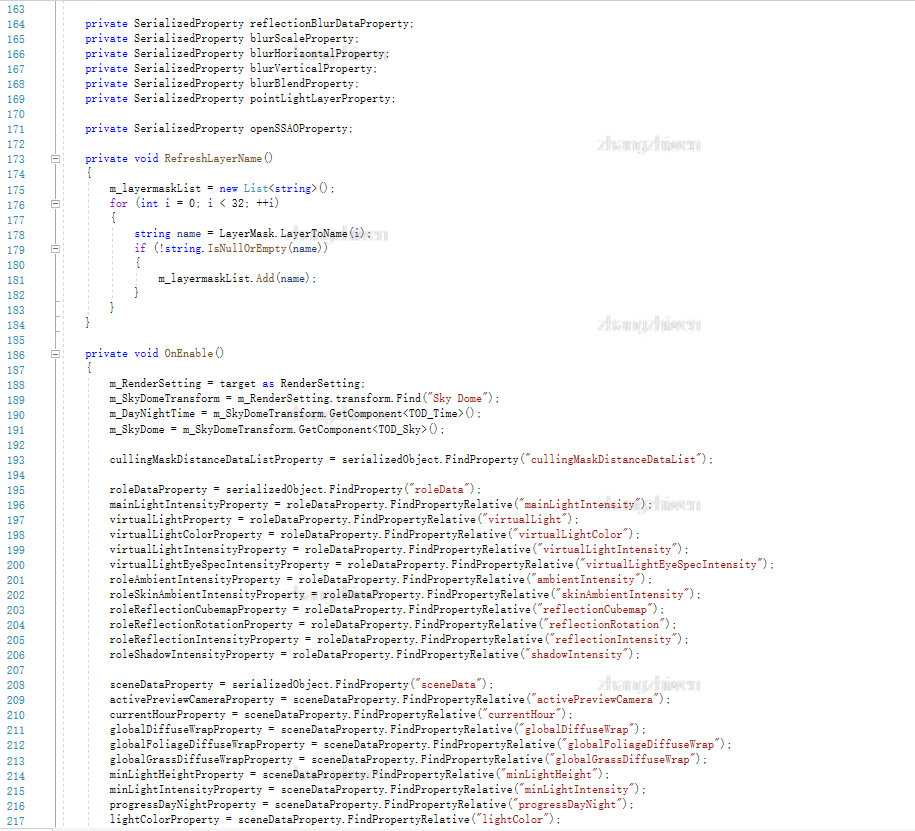 163
164 private SerializedProperty reflectionBlurDataProperty;
165 private SerializedProperty blurScaleProperty;
166 private SerializedProperty blurHorizontalProperty;
167 private SerializedProperty blurVerticalProperty;
168 private SerializedProperty blurBlendProperty;
169 private SerializedProperty pointLightLayerProperty;
170
171 private SerializedProperty openSSAOProperty;
172
zhangzhiwen
173 private void RefreshLayerName()
174 {
175 m_layermaskList = new List<string>();
176 for (int i = 0; i < 32; ++i)
177 {
178 string name = LayerMask.LayerToName(i);
179 if (!string.IsNullOrEmpty(name))
180 {
181 m_layermaskList.Add(name);
182 }
183 }
184 }
zhangzhiwen
185
186 private void OnEnable()
187 {
188 m_RenderSetting = target as RenderSetting;
189 m_SkyDomeTransform = m_RenderSetting.transform.Find("Sky Dome");
190 m_DayNightTime = m_SkyDomeTransform.GetComponent<TOD_Time>();
191 m_SkyDome = m_SkyDomeTransform.GetComponent<TOD_Sky>();
192
193 cullingMaskDistanceDataListProperty = serializedObject.FindProperty("cullingMaskDistanceDataList");
194
195 roleDataProperty = serializedObject.FindProperty("roleData");
196 mainLightIntensityProperty = roleDataProperty.FindPropertyRelative("mainLightIntensity");
197 virtualLightProperty = roleDataProperty.FindPropertyRelative("virtualLight");
198 virtualLightColorProperty = roleDataProperty.FindPropertyRelative("virtualLightColor");
199 virtualLightIntensityProperty = roleDataProperty.FindPropertyRelative("virtualLightIntensity");
200 virtualLightEyeSpecIntensityProperty = roleDataProperty.FindPropertyRelative("virtualLightEyeSpecIntensity");
201 roleAmbientIntensityProperty = roleDataProperty.FindPropertyRelative("ambientIntensity");
202 roleSkinAmbientIntensityProperty = roleDataProperty.FindPropertyRelative("skinAmbientIntensity");
203 roleReflectionCubemapProperty = roleDataProperty.FindPropertyRelative("reflectionCubemap");
204 roleReflectionRotationProperty = roleDataProperty.FindPropertyRelative("reflectionRotation");
205 roleReflectionIntensityProperty = roleDataProperty.FindPropertyRelative("reflectionIntensity");
206 roleShadowIntensityProperty = roleDataProperty.FindPropertyRelative("shadowIntensity");
207
208 sceneDataProperty = serializedObject.FindProperty("sceneData");
zhangzhiwen
209 activePreviewCameraProperty = sceneDataProperty.FindPropertyRelative("activePreviewCamera");
210 currentHourProperty = sceneDataProperty.FindPropertyRelative("currentHour");
211 globalDiffuseWrapProperty = sceneDataProperty.FindPropertyRelative("globalDiffuseWrap");
212 globalFoliageDiffuseWrapProperty = sceneDataProperty.FindPropertyRelative("globalFoliageDiffuseWrap");
213 globalGrassDiffuseWrapProperty = sceneDataProperty.FindPropertyRelative("globalGrassDiffuseWrap");
214 minLightHeightProperty = sceneDataProperty.FindPropertyRelative("minLightHeight");
215 minLightIntensityProperty = sceneDataProperty.FindPropertyRelative("minLightIntensity");
216 progressDayNightProperty = sceneDataProperty.FindPropertyRelative("progressDayNight");
217 lightColorProperty = sceneDataProperty.FindPropertyRelative("lightColor");